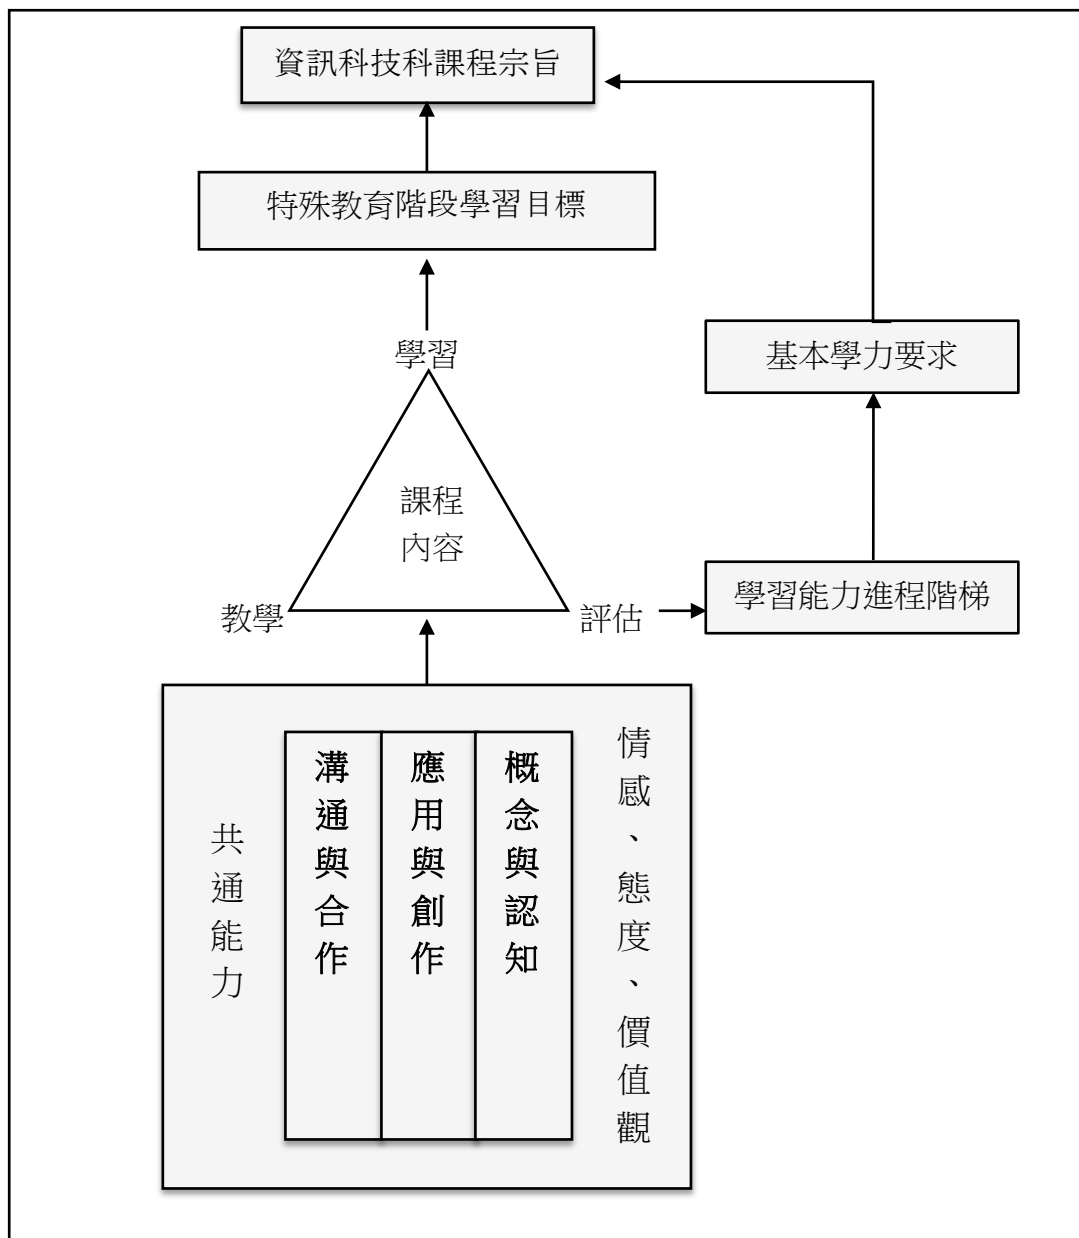 資訊科技科課程宗旨
特殊教育階段學習目標
基本學力要求
學習
課程
內容
學習能力進程階梯
教學
評估
共通能力
溝通與合作
應用與創作
概念與認知
情感、態度、價值觀